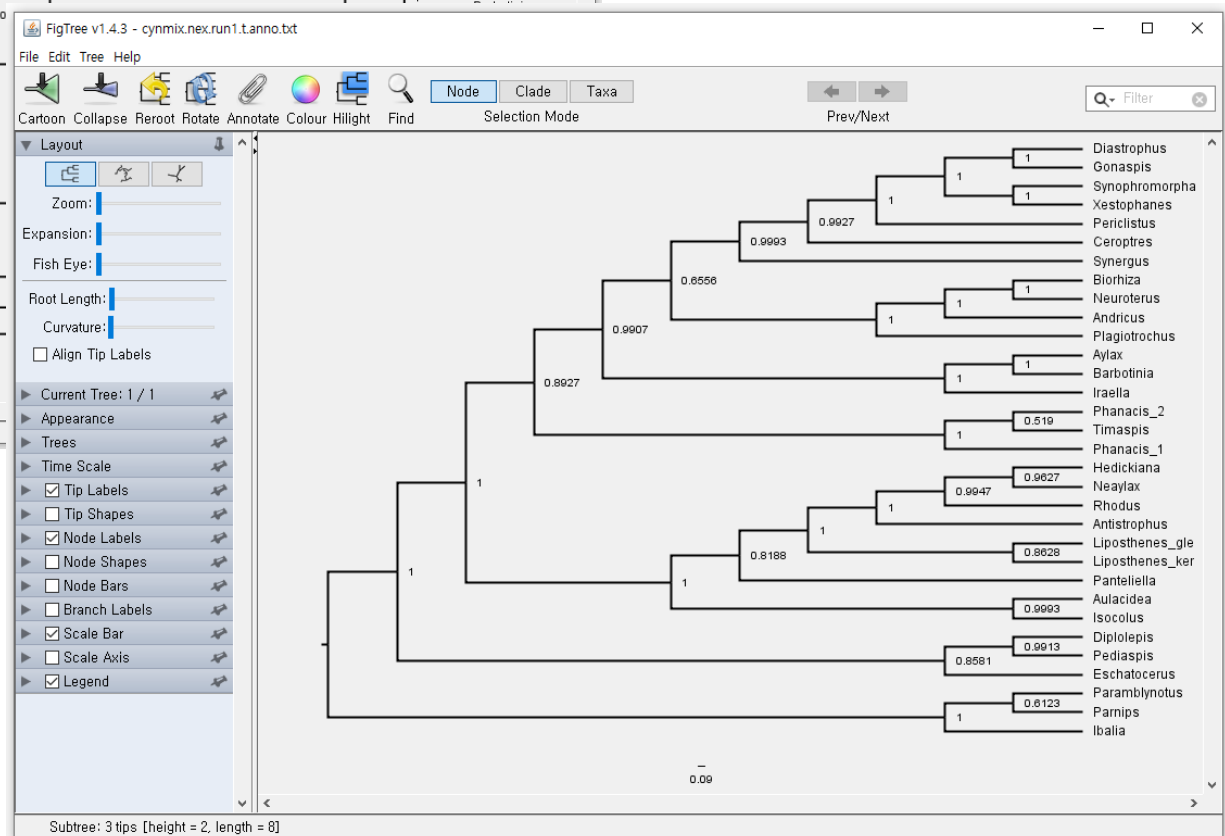 FigTree v1.4.3 - cynmix.nex.run1.t.anno.txt
File Edit Tree Help
Cartoon Collapse Reroot Rotate Annotate Colour Hilight Find
Node Clade Taxa
Selection Mode
Prev/Next
Filter
Layout
Zoom:
Expansion:
Fish Eye:
Root Length:
Curvature:
Align Tip Labels
Current Tree: 1 / 1
Appearance
Trees
Time Scale
Tip Labels
Tip Shapes
Node Labels
Node Shapes
Node Bars
Branch Labels
Scale Bar
Scale Axis
Legend
Diastrophus
1
Gonaspis
1
Synophromorpha
1
Xestophanes
1
Periclistus
0.9927
Ceroptres
0.9993
Synergus
0.6556
Biorhiza
1
Neuroterus
1
Andricus
1
Plagiotrochus
0.9907
Aylax
1
Barbotinia
1
Iraella
0.8927
Phanacis_2
0.519
Timaspis
1
Phanacis_1
Hedickiana
0.9627
Neaylax
0.9947
Rhodus
1
Antistrophus
1
Liposthenes_gle
0.8628
Liposthenes_ker
0.8188
Panteliella
1
Aulacidea
0.9993
Isocolus
1
Diplolepis
0.9913
Pediaspis
0.8581
Eschatocerus
1
Paramblynotus
0.6123
Parnips
1
Ibalia
0.09
Subtree: 3 tips [height = 2, length = 8]